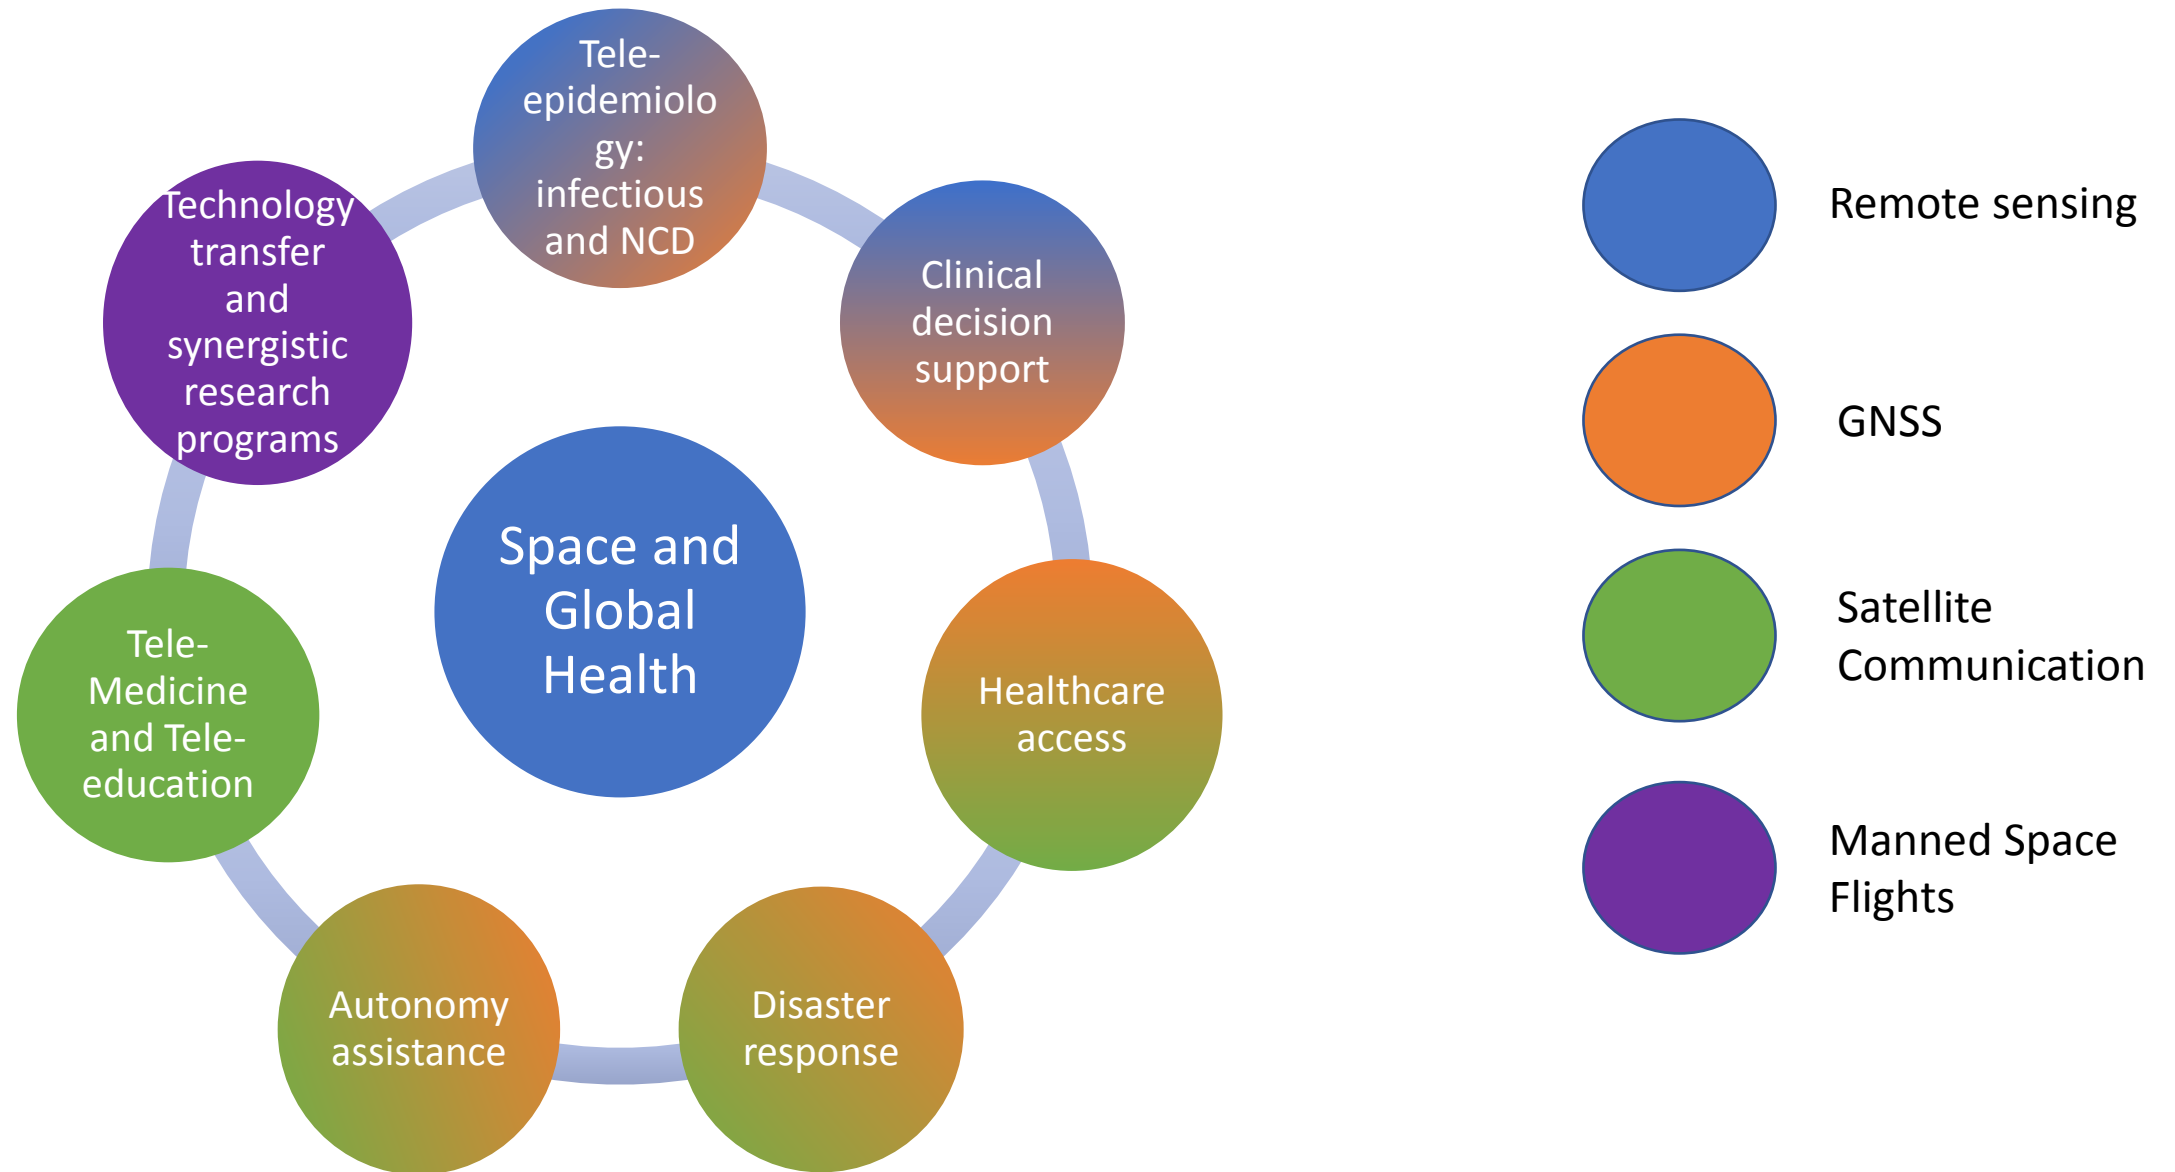 Tele-
epidemiolo
gy:
infectious
and NCD
Clinical
decision
support
Healthcare
access
Disaster
response
Autonomy
assistance
Tele-
Medicine
and Tele-
education
Technology
transfer
and
synergistic
research
programs
Space and
Global
Health
Remote sensing
GNSS
Satellite
Communication
Manned Space
Flights